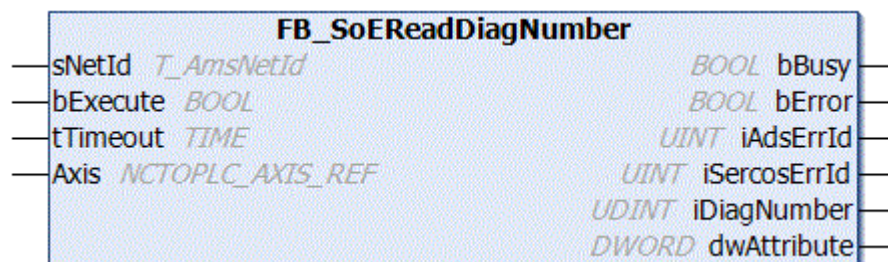 FB_SoEReadDiagNumber
sNetId T_AmsNetId BOOL bBusy
bExecute BOOL BOOL bError
tTimeout TIME UINT iAdsErrId
Axis NCTOPLC_AXIS_REF UINT iSercosErrId
UDINT iDiagNumber
DWORD dwAttribute